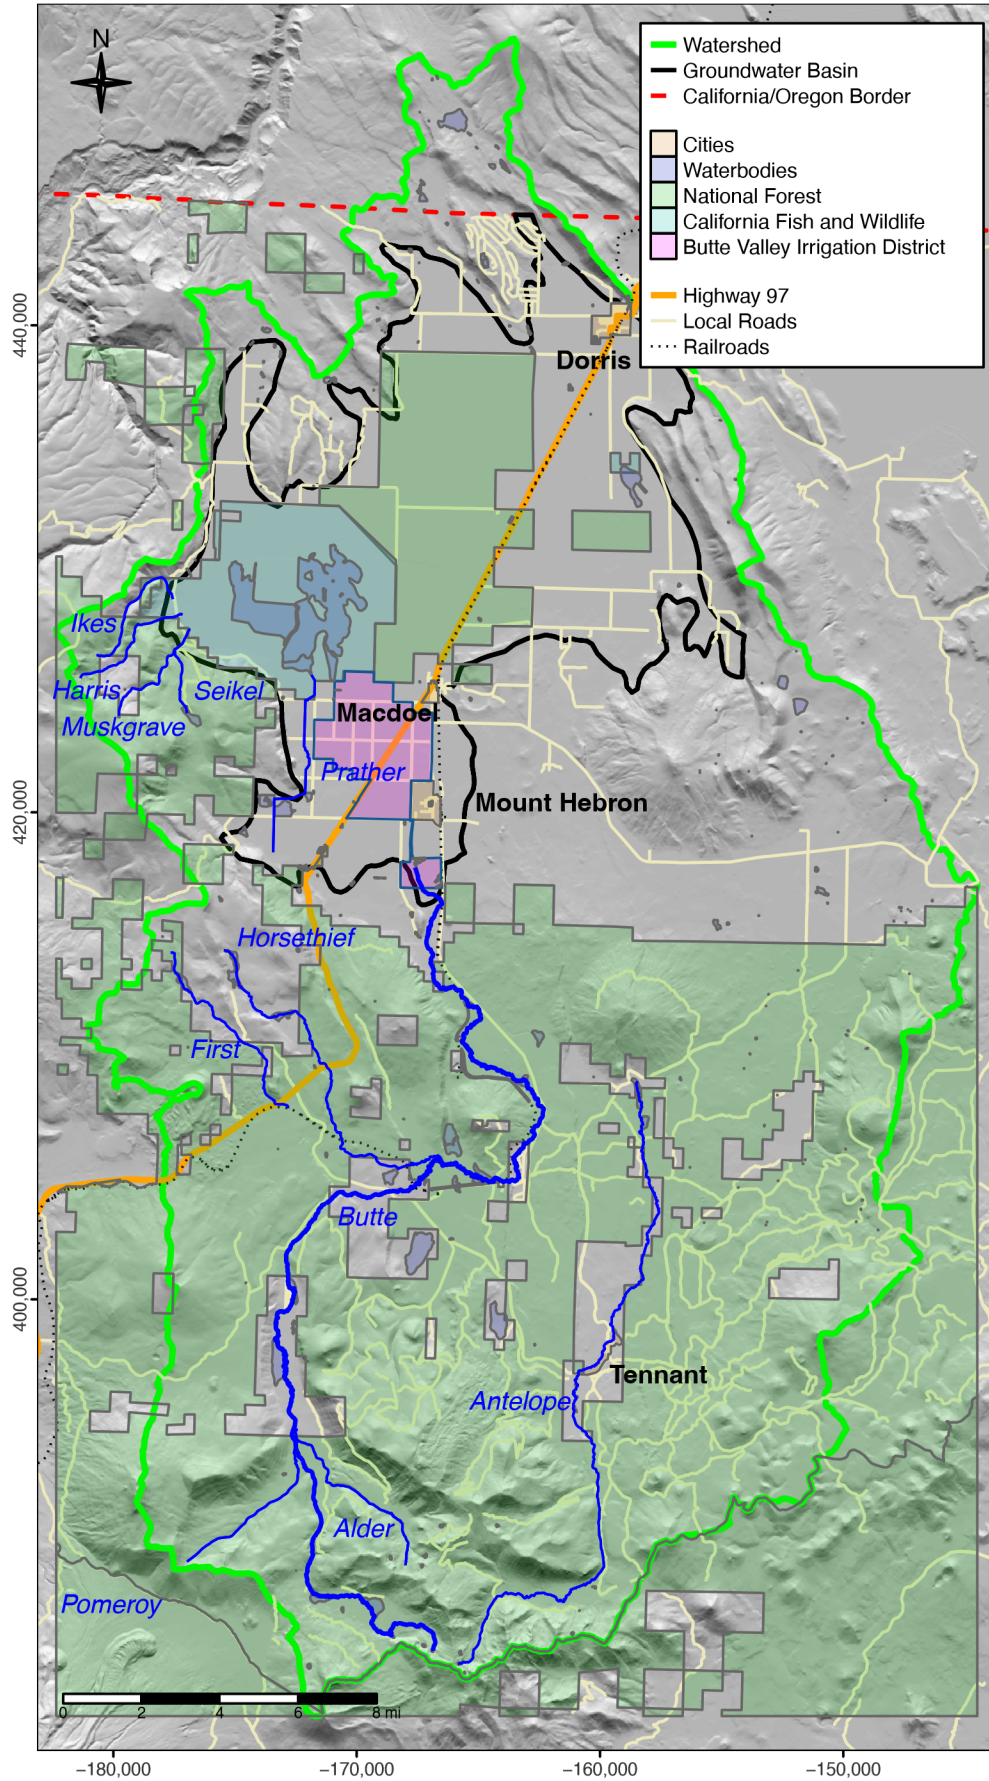 N
Watershed
Groundwater Basin
California/Oregon Border
Cities
Waterbodies
National Forest
California Fish and Wildlife
Butte Valley Irrigation District
Highway 97
Local Roads
Railroads
440,000
Dorris
Ikes
Harris
Seikel
Muskgrave
Macdoel
Prather
Mount Hebron
420,000
Horsethief
First
Butte
400,000
Tennant
Antelope
Alder
Pomeroy
0 2 4 6 8 mi
−180,000 −170,000 −160,000 −150,000